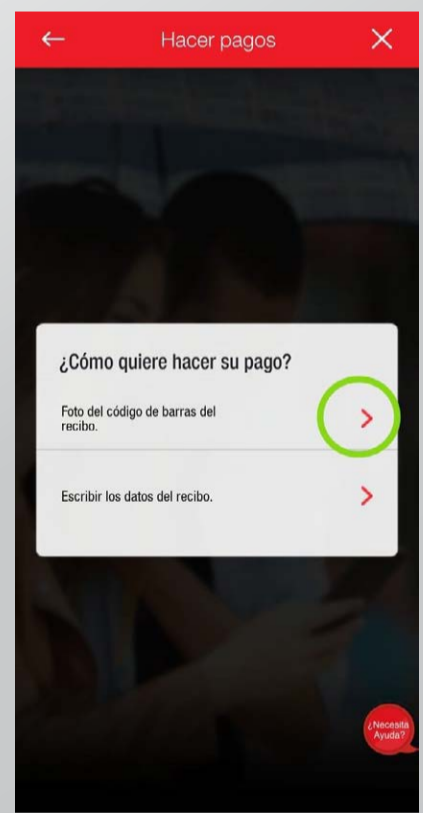 Hacer pagos
¿Cómo quiere hacer su pago?
Foto del código de barras del
recibo.
Escribir los datos del recibo.
¿Necesita
Ayuda?